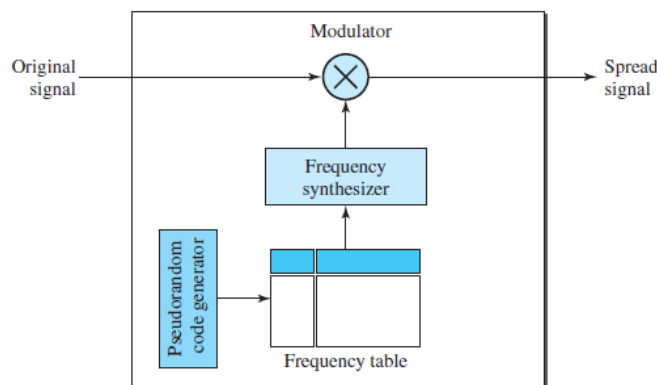 Modulator
Original
signal
Spread
signal
Frequency
synthesizer
Pseudorandom
code generator
Frequency table